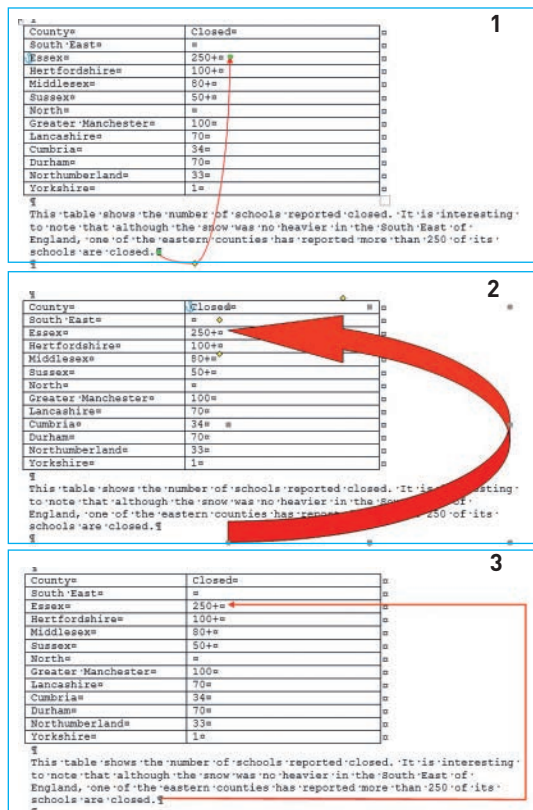 1
County Closed
South East
Essex 250+
Hertfordshire 100+
Middlesex 80+
Sussex 50+
North
Greater Manchester 100
Lancashire 70
Cumbria 34
Durham 70
Northumberland 33
Yorkshire 1
This table shows the number of schools reported closed. It is interesting
to note that although the snow was no heavier in the South East of
England, one of the eastern counties has reported more than 250 of its
schools are closed.
2
County Closed
South East
Essex 250+
Hertfordshire 100+
Middlesex 80+
Sussex 50+
North
Greater Manchester 100
Lancashire 70
Cumbria 34
Durham 70
Northumberland 33
Yorkshire 1
This table shows the number of schools reported closed. It is esting
to note that although the snow was no heavier in the South of
England, one of the eastern counties has 250 of its
schools are closed.
3
County Closed
South East
Essex 250+
Hertfordshire 100+
Middlesex 80+
Sussex 50+
North
Greater Manchester 100
Lancashire 70
Cumbria 34
Durham 70
Northumberland 33
Yorkshire 1
This table shows the number of schools reported closed. It is interesting
to note that although the snow was no heavier in the South East of
England, one of the eastern counties has reported more than 250 of its
schools are closed.